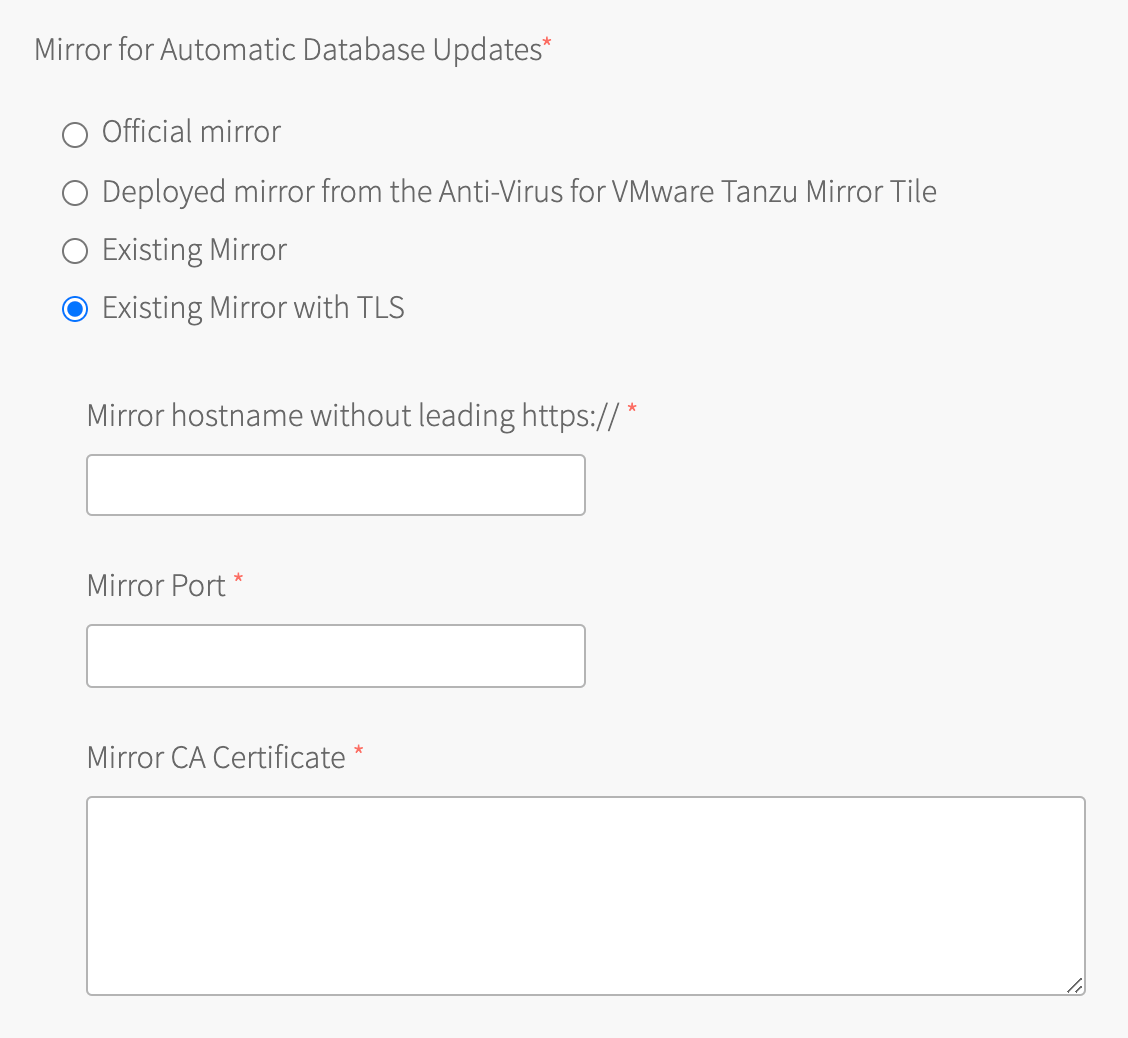 Mirror for Automatic Database Updates*
Official mirror
Deployed mirror from the Anti-Virus for VMware Tanzu Mirror Tile
Existing Mirror
Existing Mirror with TLS
Mirror hostname without leading https:// *
Mirror Port *
Mirror CA Certificate *